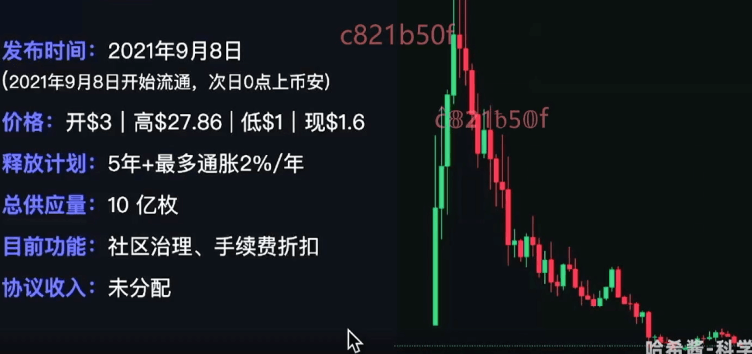 c821b50f
发布时间：2021年9月8日
(2021年9月8日开始流通，次日0点上币安)
c821b50f
价格：开$3｜高$27.86｜低$1｜现$1.6
释放计划：5年+最多通胀2%/年
总供应量：10 亿枚
目前功能：社区治理、手续费折扣
协议收入：未分配
哈希酱-科学